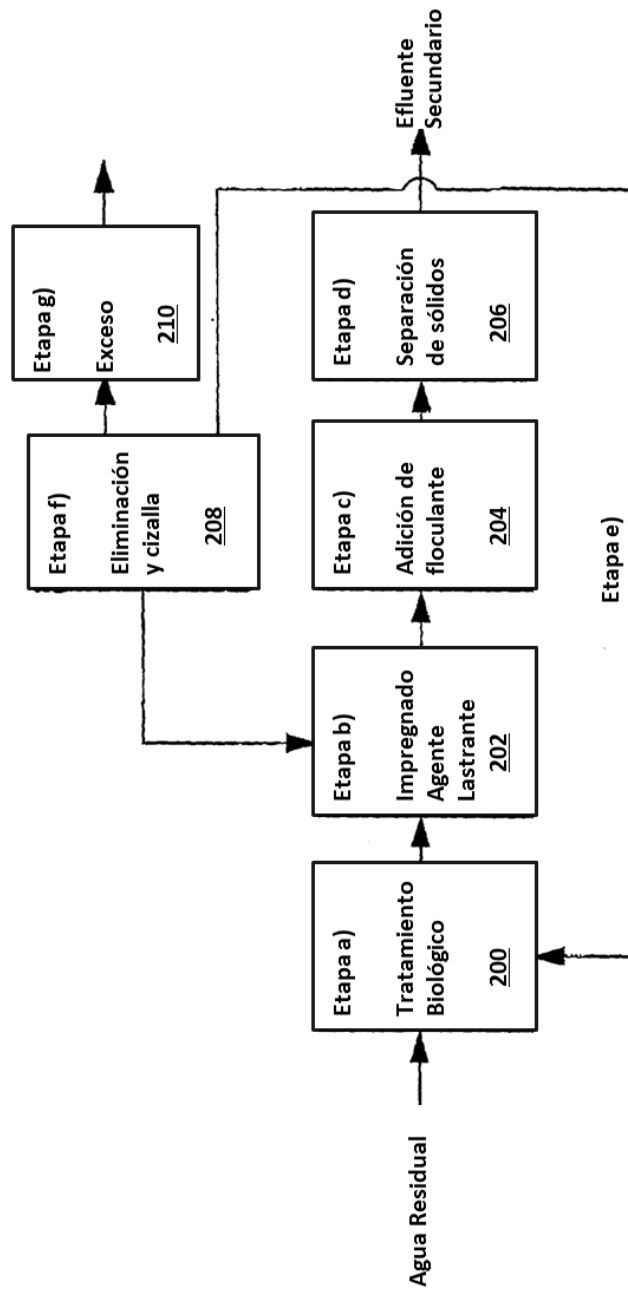 Etapa g)
Exceso
210
Etapa f)
Eliminación
y cizalla
208
Agua Residual
Etapa a)
Tratamiento
Biológico
200
Etapa b)
Impregnado
Agente
Lastrante
202
Etapa c)
Adición de
floculante
204
Etapa d)
Separación
de sólidos
206
Efluente
Secundario
Etapa e)